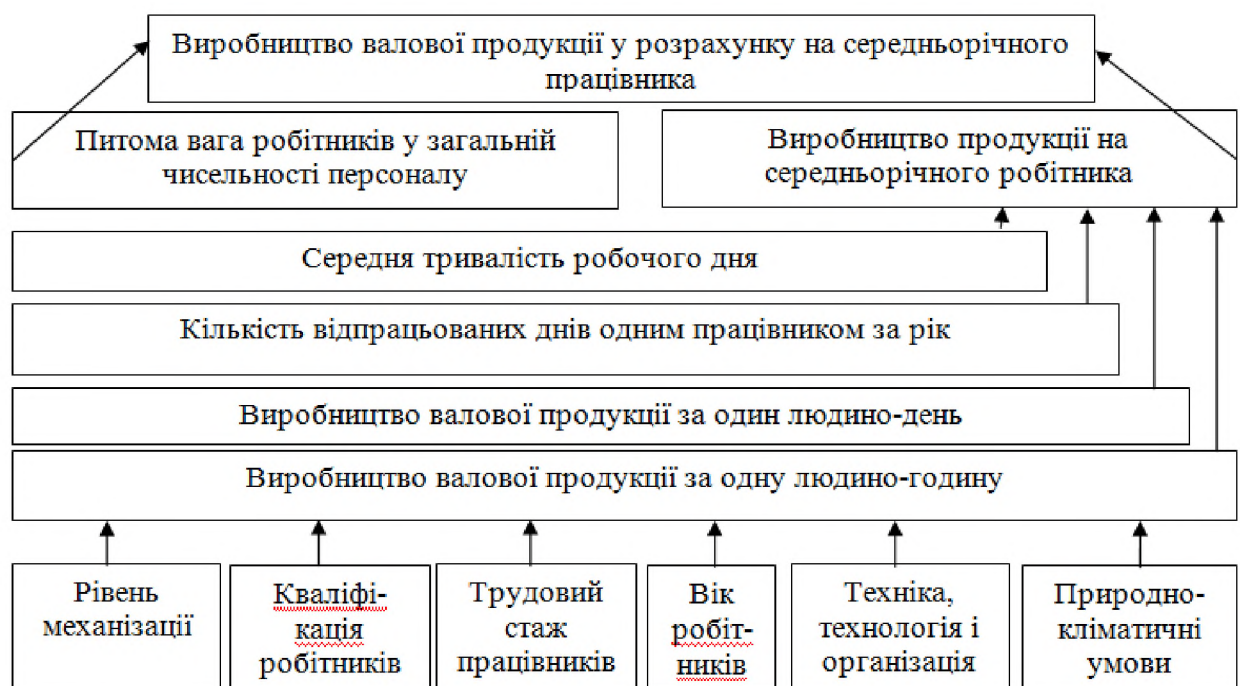 Виробництво валової продукції у розрахунку на середньорічного
працівника
Питома вага робітників у загальній
чисельності персоналу
Виробництво продукції на
середньорічного робітника
Середня тривалість робочого дня
Кількість відпрацьованих днів одним працівником за рік
Виробництво валової продукції за один людино-день
Виробництво валової продукції за одну людино-годину
Рівень
механізації
Кваліфі-
кація
робітників
Трудовий
стаж
працівників
Вік
робіт-
ників
Техніка,
технологія і
організація
Природно-
кліматичні
умови